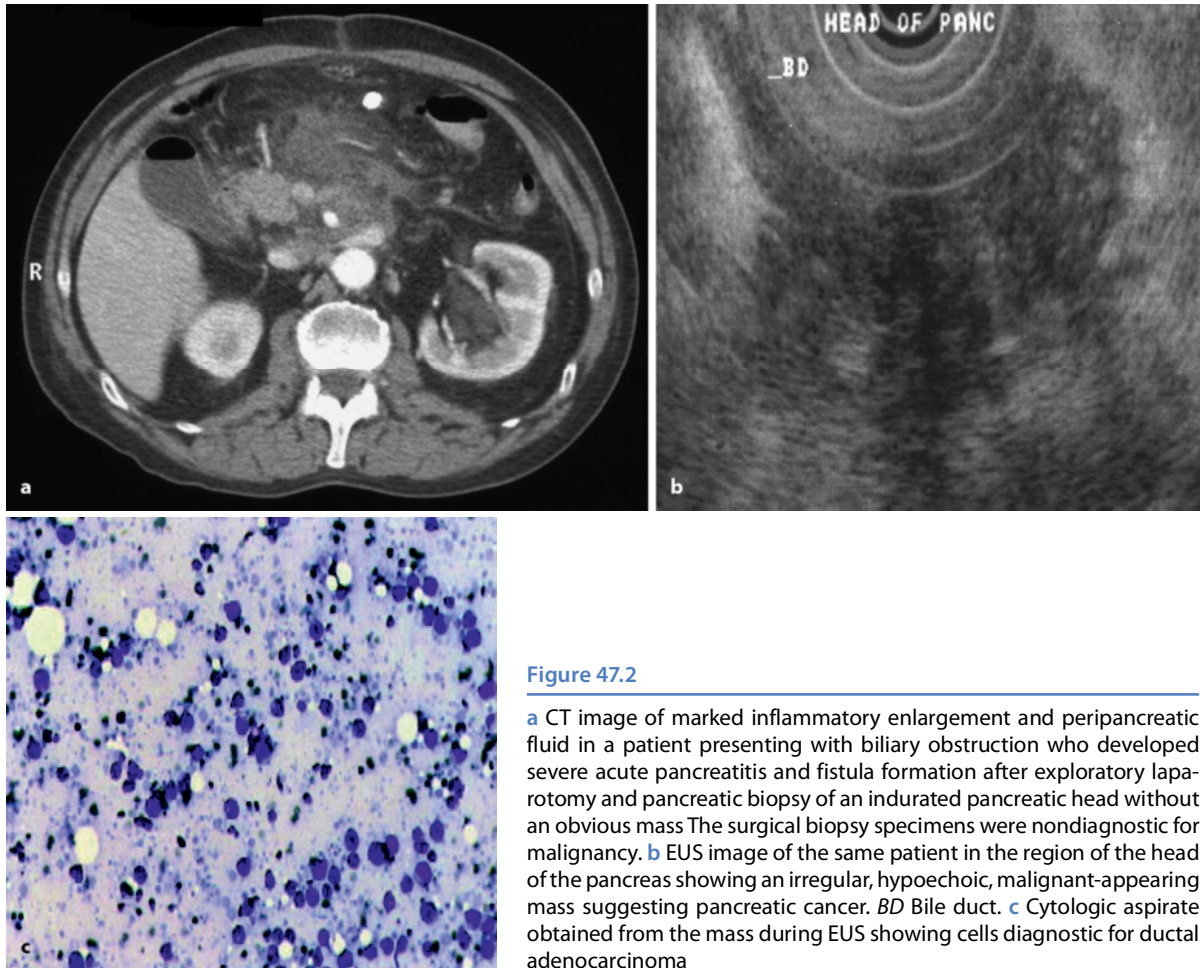 HEAD OF PANC
_BD
R
a
b
c
Figure 47.2
a CT image of marked inflammatory enlargement and peripancreatic
fluid in a patient presenting with biliary obstruction who developed
severe acute pancreatitis and fistula formation after exploratory lapa-
rotomy and pancreatic biopsy of an indurated pancreatic head without
an obvious mass The surgical biopsy specimens were nondiagnostic for
malignancy. b EUS image of the same patient in the region of the head
of the pancreas showing an irregular, hypoechoic, malignant-appearing
mass suggesting pancreatic cancer. BD Bile duct. c Cytologic aspirate
obtained from the mass during EUS showing cells diagnostic for ductal
adenocarcinoma